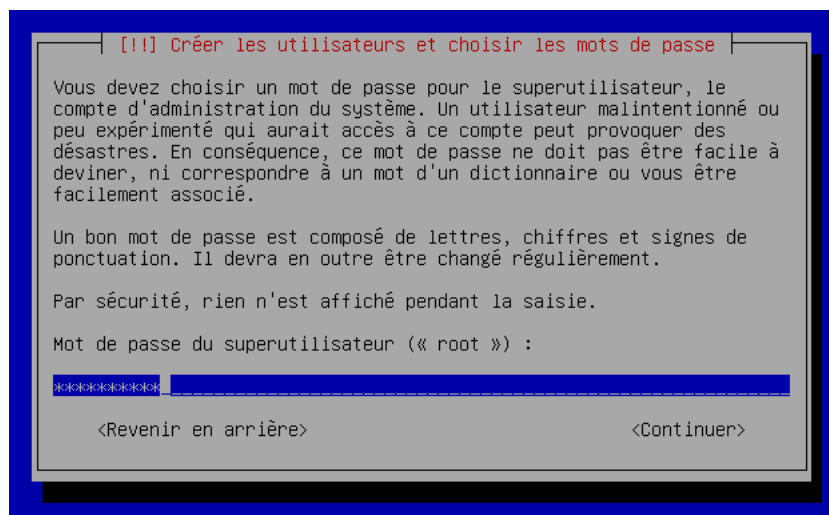 [!!] Créer les utilisateurs et choisir les mots de passe
Vous devez choisir un mot de passe pour le superutilisateur, le
compte d'administration du système. Un utilisateur malintentionné ou
peu expérimenté qui aurait accès à ce compte peut provoquer des
désastres. En conséquence, ce mot de passe ne doit pas être facile à
deviner, ni correspondre à un mot d'un dictionnaire ou vous être
facilement associé.
Un bon mot de passe est composé de lettres, chiffres et signes de
ponctuation. Il devra en outre être changé régulièrement.
Par sécurité, rien n'est affiché pendant la saisie.
Mot de passe du superutilisateur (« root ») :
**********
<Revenir en arrière> <Continuer>